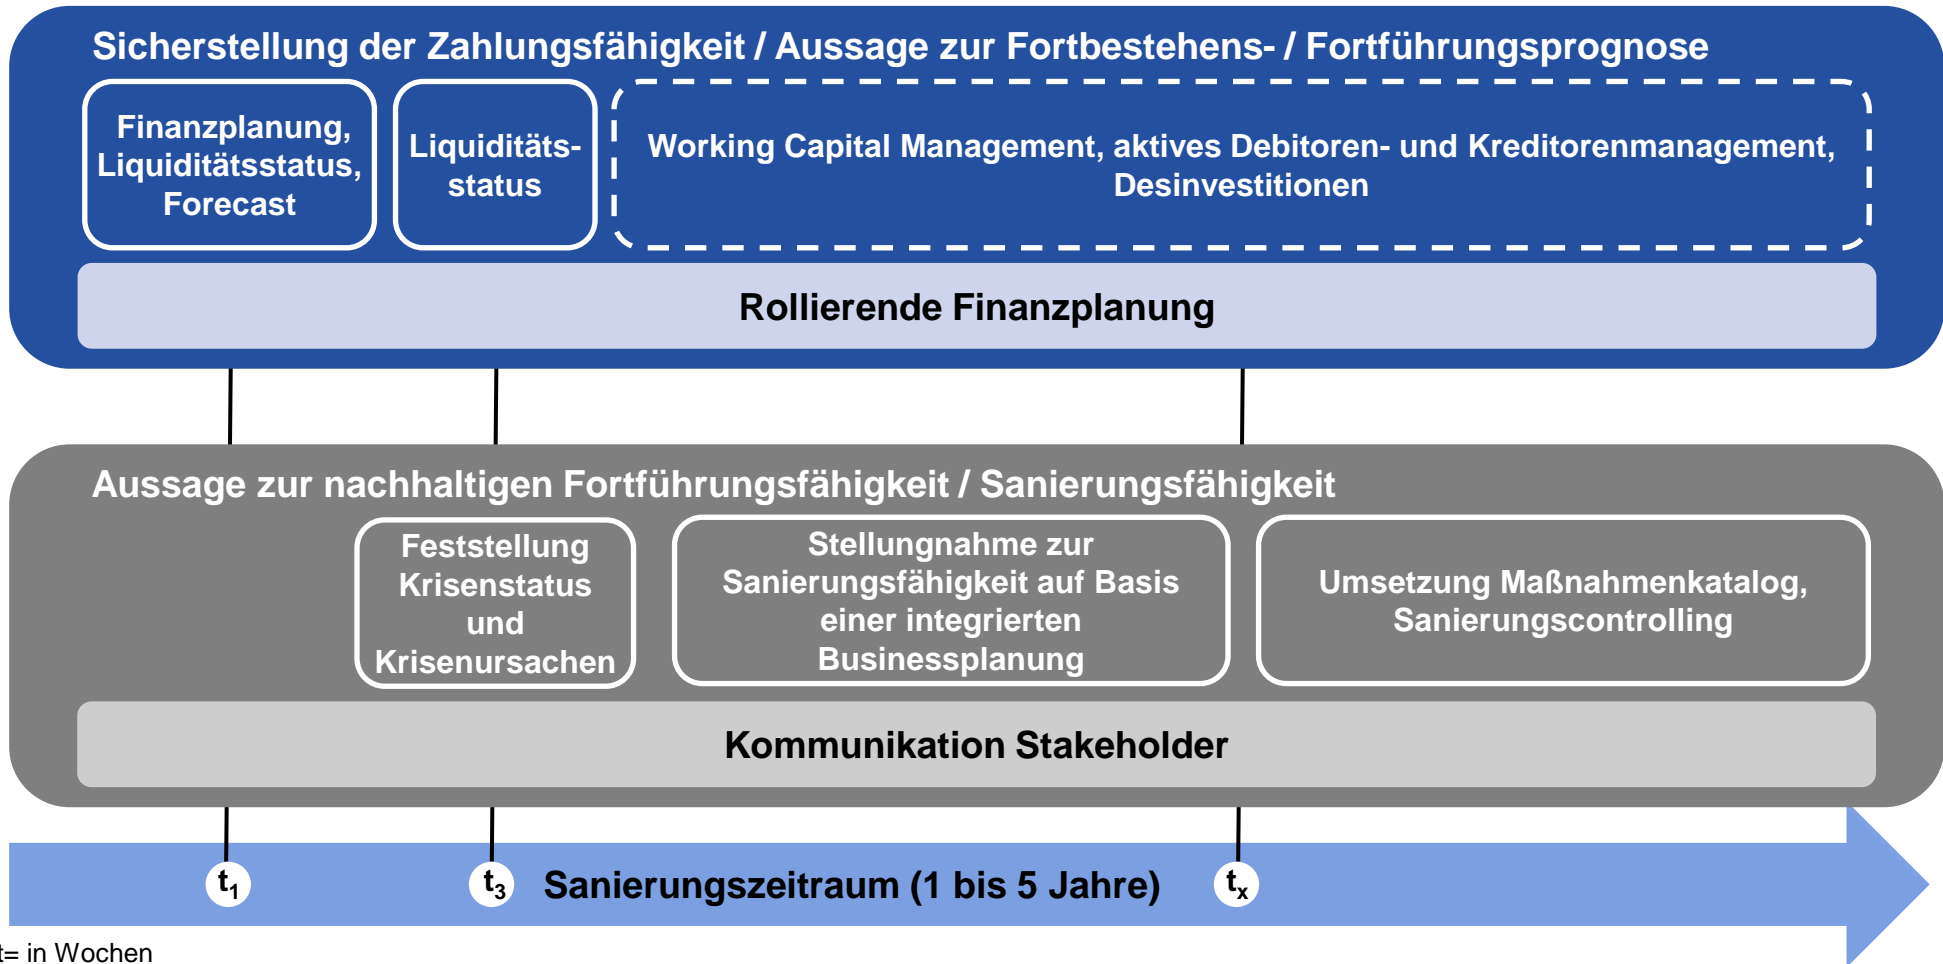 Sicherstellung der Zahlungsfähigkeit / Aussage zur Fortbestehens- / Fortführungsprognose
Finanzplanung,
Liquiditätsstatus,
Forecast
Liquiditäts-
status
Working Capital Management, aktives Debitoren- und Kreditorenmanagement,
Desinvestitionen
Rollierende Finanzplanung
Aussage zur nachhaltigen Fortführungsfähigkeit / Sanierungsfähigkeit
Feststellung
Krisenstatus
und
Krisenursachen
Stellungnahme zur
Sanierungsfähigkeit auf Basis
einer integrierten
Businessplanung
Umsetzung Maßnahmenkatalog,
Sanierungscontrolling
Kommunikation Stakeholder
t1
t3
Sanierungszeitraum (1 bis 5 Jahre)
tx
t= in Wochen